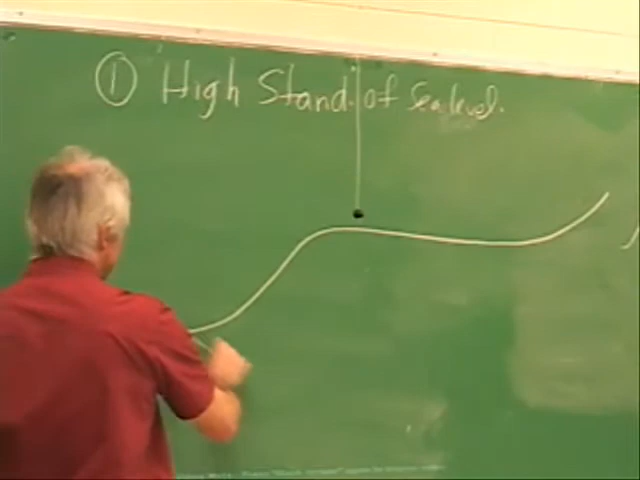 ① High Stand of Sea level.